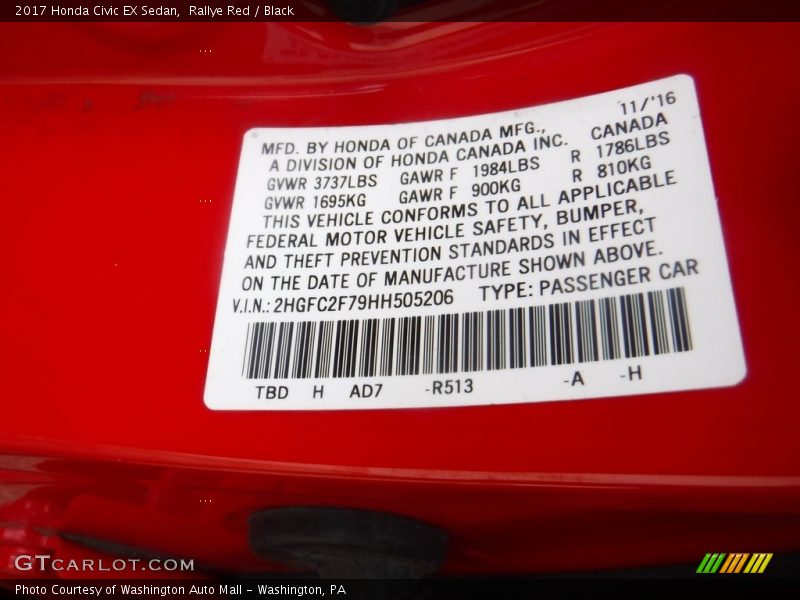 2017 Honda Civic EX Sedan,  Rallye Red / Black
11/'16
MFD. BY HONDA OF CANADA MFG.,
A DIVISION OF HONDA CANADA INC. CANADA
GVWR 3737LBS GAWR F 1984LBS R 1786LBS
GVWR 1695KG GAWR F 900KG R 810KG
THIS VEHICLE CONFORMS TO ALL APPLICABLE
FEDERAL MOTOR VEHICLE SAFETY, BUMPER,
AND THEFT PREVENTION STANDARDS IN EFFECT
ON THE DATE OF MANUFACTURE SHOWN ABOVE.
V.I.N.: 2HGFC2F79HH505206 TYPE: PASSENGER CAR
TBD H AD7 -R513 -A -H
GTCARLOT.COM
Photo Courtesy of Washington Auto Mall - Washington, PA